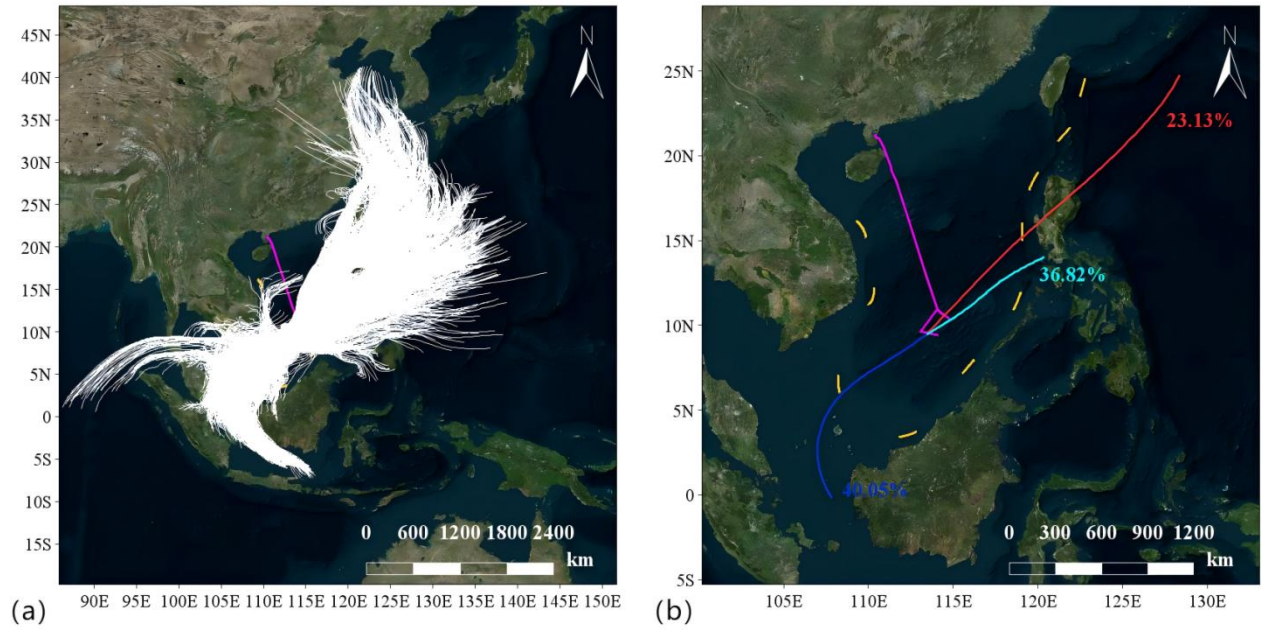 N
45N
40N
35N
30N
25N
20N
15N
10N
5N
0
5S
10S
15S
0 600 1200 1800 2400
km
90E 95E 100E 105E 110E 115E 120E 125E 130E 135E 140E 145E 150E
(a)
N
25N
20N
15N
10N
5N
0
5S
23.13%
36.82%
40.05%
0 300 600 900 1200
km
105E 110E 115E 120E 125E 130E
(b)